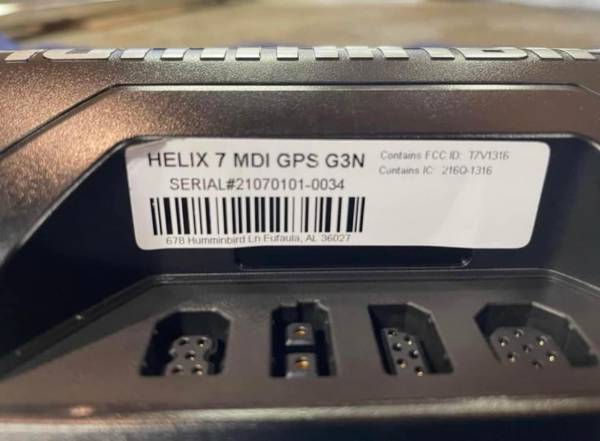 HELIX 7 MDI GPS G3N
SERIAL#21070101-0034
678 Humminbird Ln Eufaula, AL 36027
Contains FCC ID: T7V1316
Contains IC: 216Q-1316